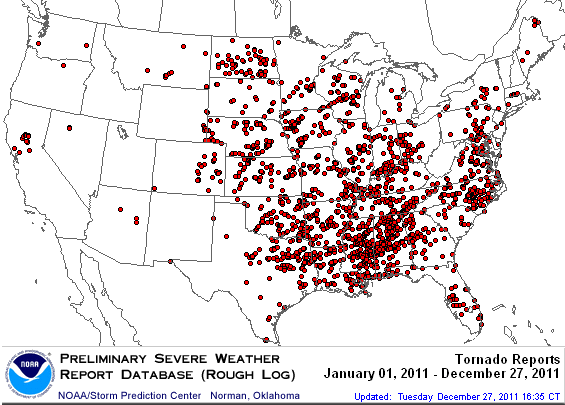 NOAA
PRELIMINARY SEVERE WEATHER
REPORT DATABASE (ROUGH LOG)
NOAA/Storm Prediction Center Norman, Oklahoma
Tornado Reports
January 01, 2011 - December 27, 2011
Updated: Tuesday December 27, 2011 16:35 CT